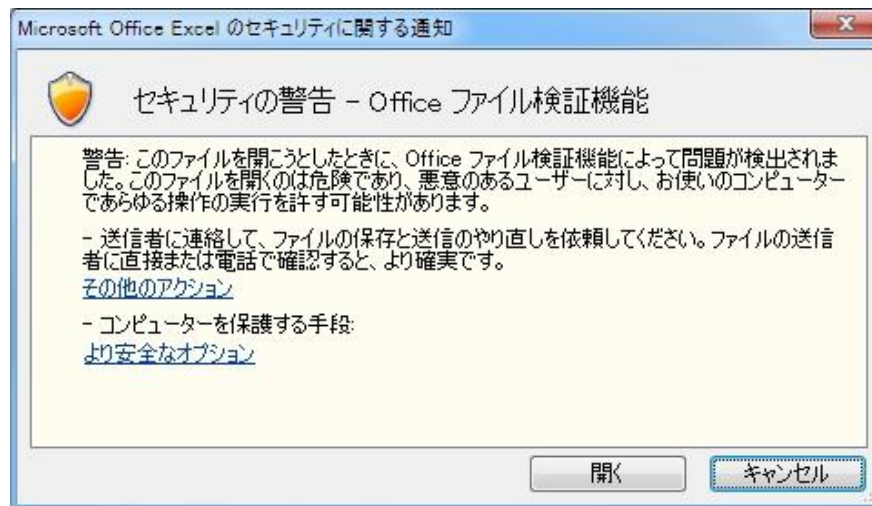 Microsoft Office Excel のセキュリティに関する通知
セキュリティの警告 - Office ファイル検証機能
警告: このファイルを開こうとしたときに、Office ファイル検証機能によって問題が検出されま
した。このファイルを開くのは危険であり、悪意のあるユーザーに対し、お使いのコンピューター
であらゆる操作の実行を許す可能性があります。
- 送信者に連絡して、ファイルの保存と送信のやり直しを依頼してください。ファイルの送信
者に直接または電話で確認すると、より確実です。
その他のアクション
- コンピューターを保護する手段:
より安全なオプション
開く
キャンセル